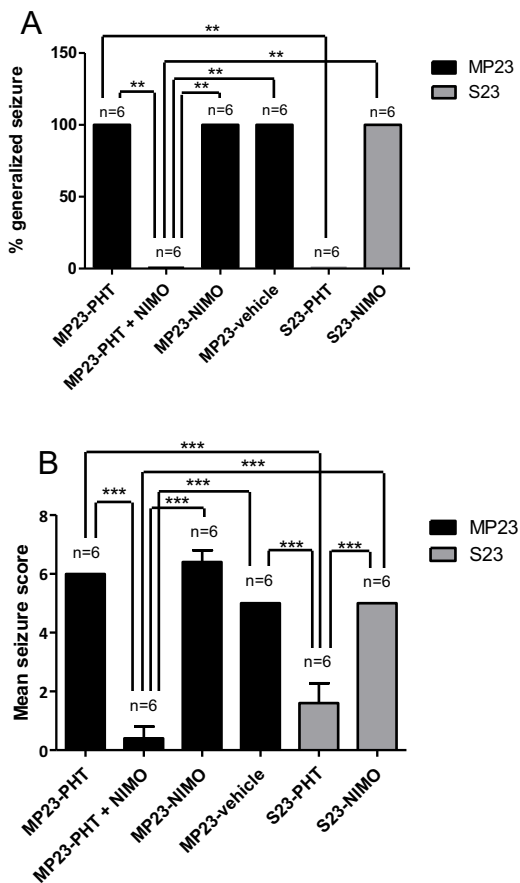 A
% generalized seizure
150
100
50
0
**
**
**
**
**
n=6
n=6
n=6
n=6
n=6
n=6
MP23-PHT
MP23-PHT + NIMO
MP23-NIMO
MP23-vehicle
S23-PHT
S23-NIMO
MP23
S23
B
Mean seizure score
8
6
4
2
0
***
***
***
***
***
***
***
n=6
n=6
n=6
n=6
n=6
n=6
MP23-PHT
MP23-PHT + NIMO
MP23-NIMO
MP23-vehicle
S23-PHT
S23-NIMO
MP23
S23